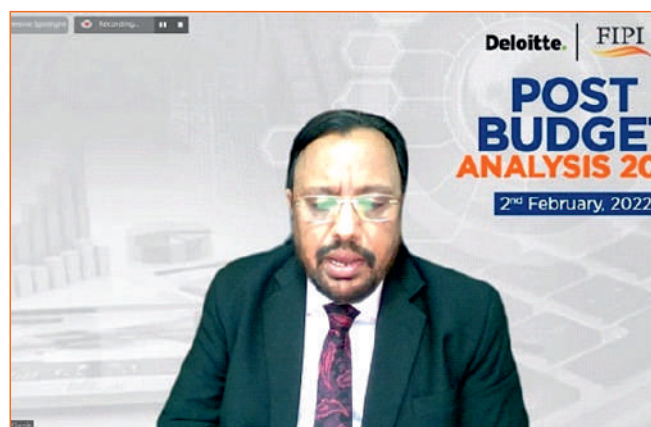 Recording...
Deloitte. FIPI
POST
BUDGET
ANALYSIS 20
2nd February, 2022